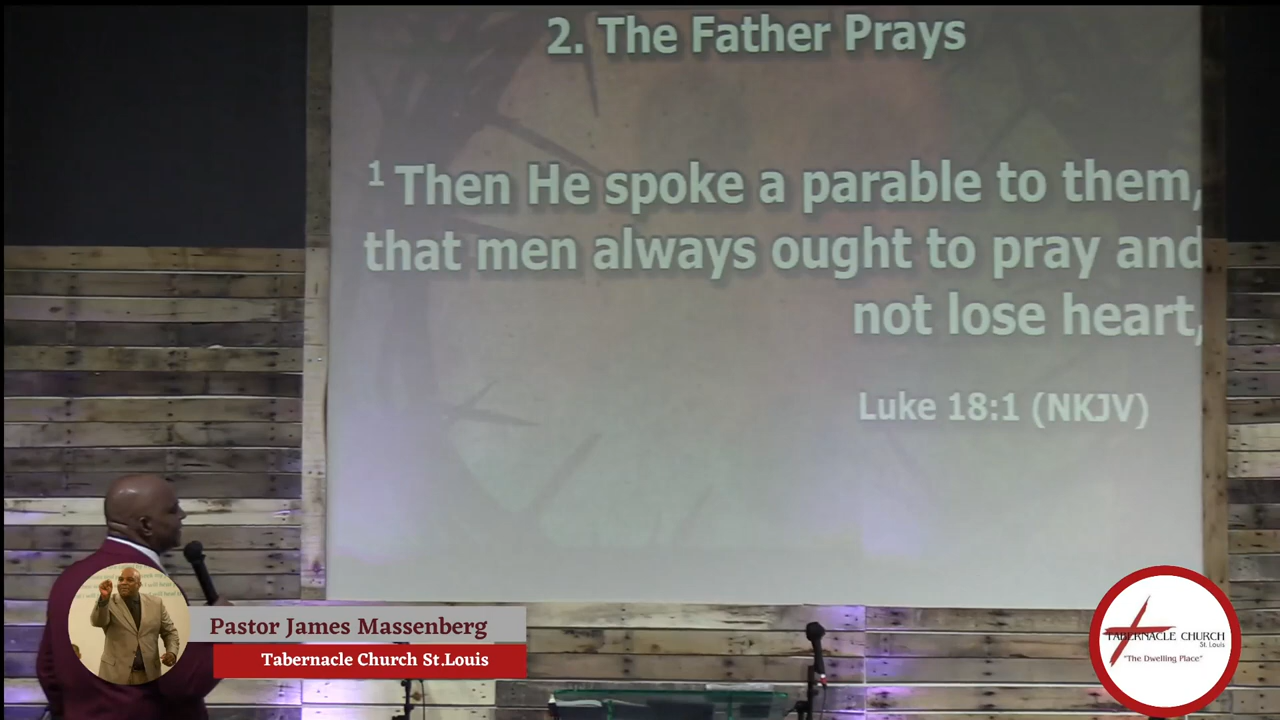 2. The Father Prays
1 Then He spoke a parable to them,
that men always ought to pray and
not lose heart,
Luke 18:1 (NKJV)
Pastor James Massenberg
Tabernacle Church St.Louis
TABERNACLE CHURCH
St. Louis
"The Dwelling Place"